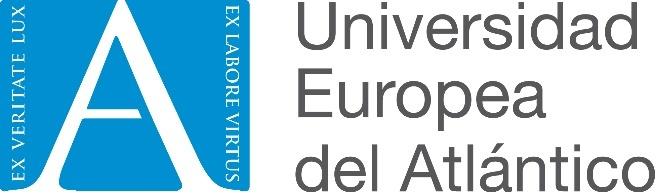 EX VERITATE LUX
A
EX LABORE VIRTUS
Universidad
Europea
del Atlántico